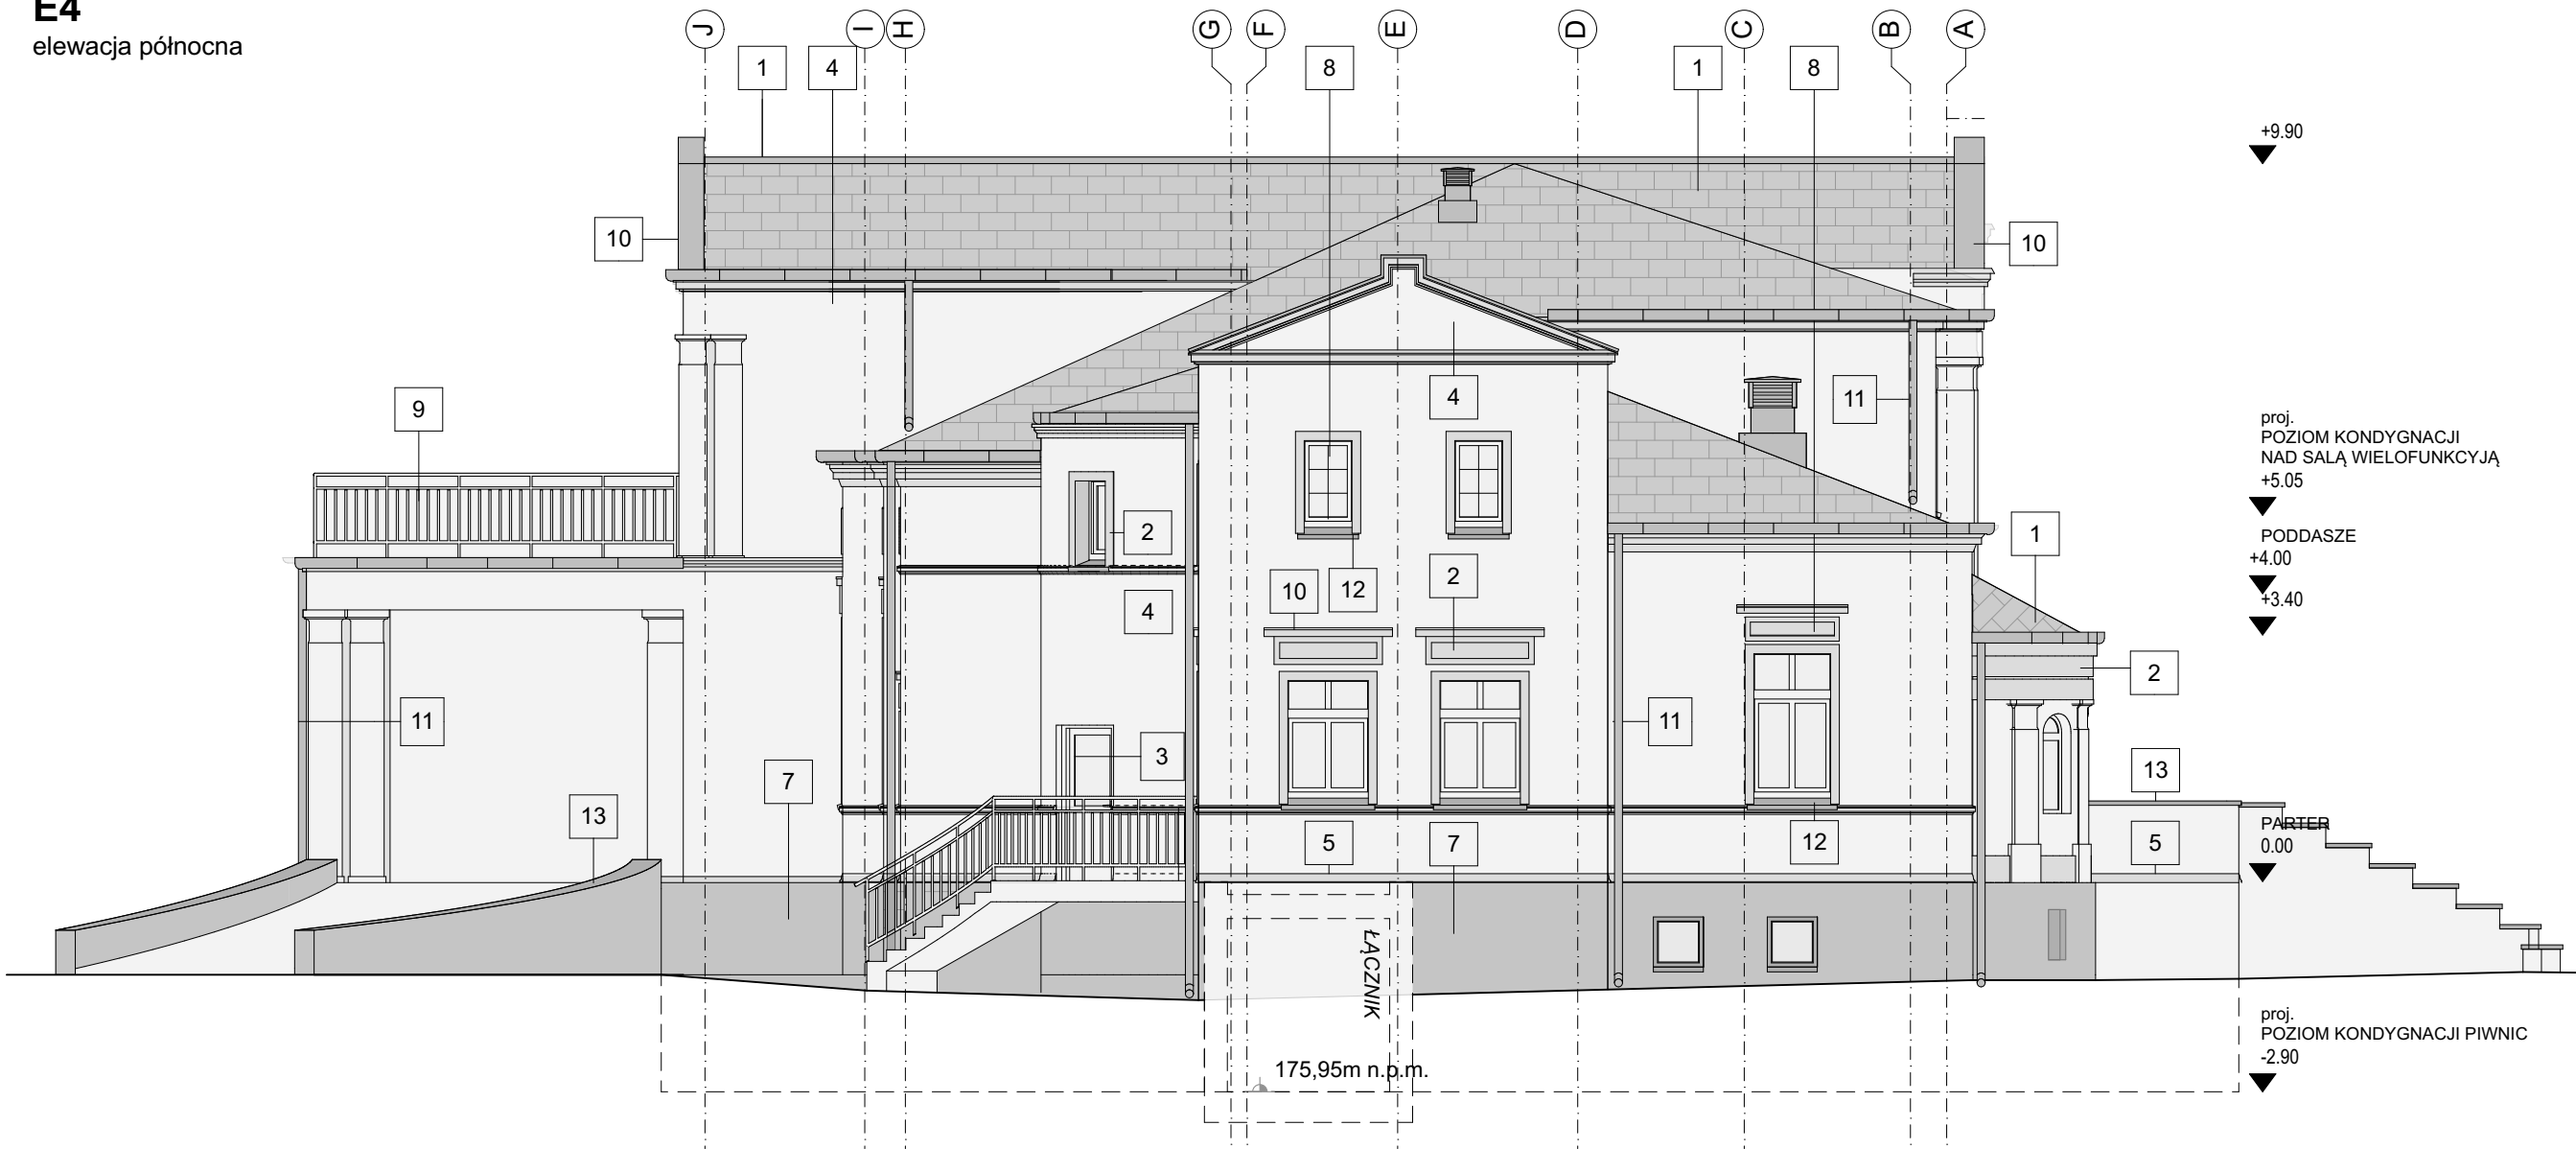 E4
elewacja północna
J
I
H
G
F
E
D
C
B
A
1
4
8
1
8
+9.90
10
10
9
4
11
proj.
POZIOM KONDYGNACJI
NAD SALĄ WIELOFUNKCYJĄ
+5.05
2
1
PODDASZE
+4.00
10
12
2
4
+3.40
2
11
11
3
13
7
13
5
7
12
5
PARTER
0.00
ŁĄCZNIK
proj.
POZIOM KONDYGNACJI PIWNIC
-2.90
175,95m n.p.m.